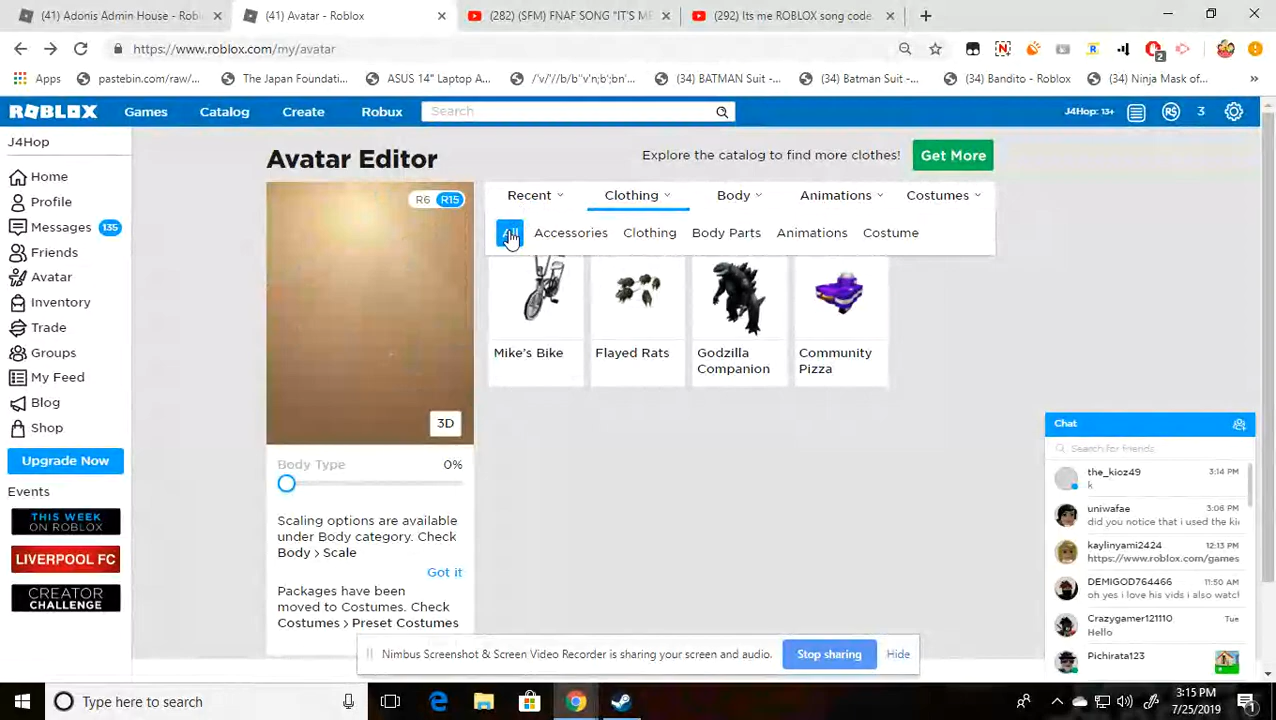 (41) Adonis Admin House - Robl
(41) Avatar - Roblox
(282) (SFM) FNAF SONG "IT'S ME
(292) Its me ROBLOX song code
https://www.roblox.com/my/avatar
2
Apps
pastebin.com/raw/...
The Japan Foundati...
ASUS 14" Laptop A...
(34) BATMAN Suit -...
(34) Batman Suit -...
(34) Bandito - Roblox
(34) Ninja Mask of...
ROBLOX
Games
Catalog
Create
Robux
Search
J4Hop: 13+
3
J4Hop
Home
Profile
Messages 135
Friends
Avatar
Inventory
Trade
Groups
My Feed
Blog
Shop
Upgrade Now
Events
THIS WEEK
ON ROBLOX
LIVERPOOL FC
CREATOR
CHALLENGE
Avatar Editor
Explore the catalog to find more clothes!
Get More
R6 R15
3D
Recent
Clothing
Body
Animations
Costumes
All
Accessories
Clothing
Body Parts
Animations
Costume
Mike's Bike
Flayed Rats
Godzilla
Companion
Community
Pizza
Body Type 0%
Scaling options are available
under Body category. Check
Body > Scale
Got it
Packages have been
moved to Costumes. Check
Costumes > Preset Costumes
Chat
Search for friends
the_kioz49 3:14 PM
k
uniwafae 3:06 PM
did you notice that i used the kin
kaylinyami2424 12:13 PM
https://www.roblox.com/games
DEMIGOD764466 11:50 AM
oh yes i love his vids i also watch
Crazygamer121110 Tue
Hello
Pichirata123
Nimbus Screenshot & Screen Video Recorder is sharing your screen and audio.
Stop sharing
Hide
Type here to search
3:15 PM
7/25/2019
1